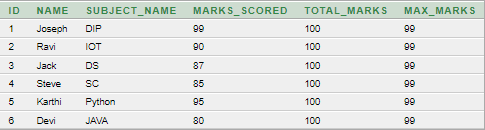 ID NAME SUBJECT_NAME MARKS_SCORED TOTAL_MARKS MAX_MARKS
1 Joseph DIP 99 100 99
2 Ravi IOT 90 100 99
3 Jack DS 87 100 99
4 Steve SC 85 100 99
5 Karthi Python 95 100 99
6 Devi JAVA 80 100 99